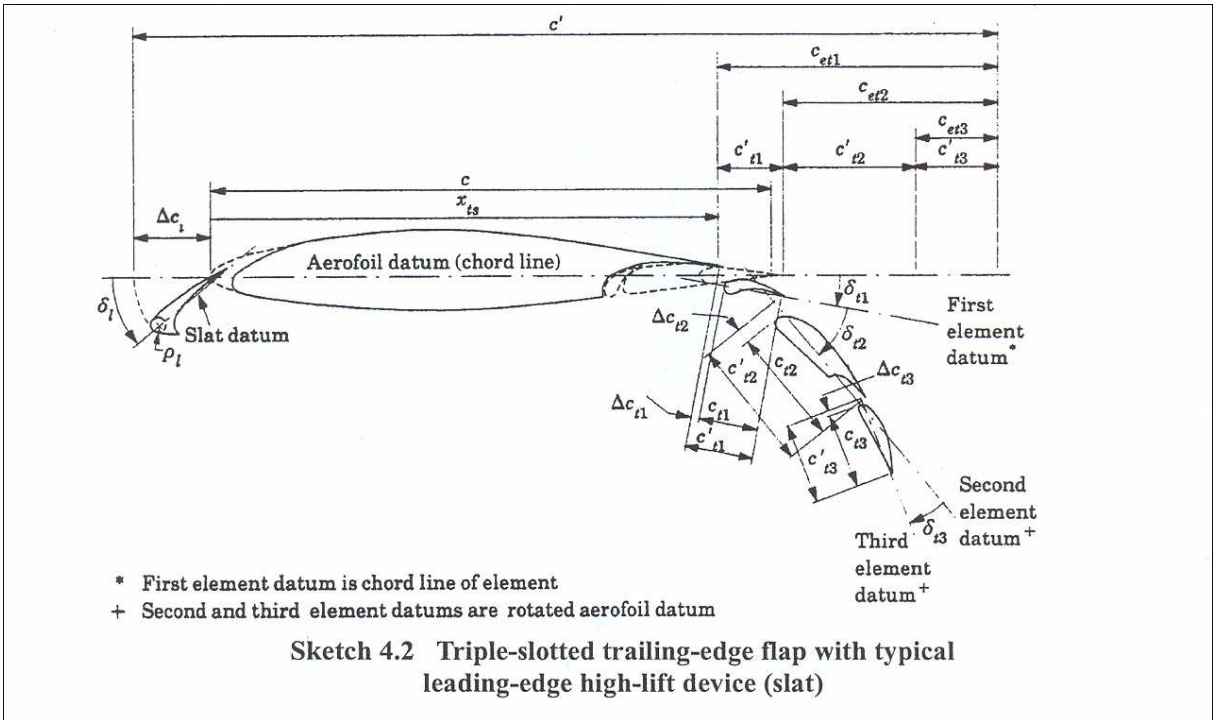 c'
c_et1
c_et2
c_et3
c'_t1
c'_t2
c'_t3
c
x_ts
Δc_l
Aerofoil datum (chord line)
δ_l
Slat datum
ρ_l
δ_t1
First
element
datum*
δ_t2
Δc_t2
c'_t2
c_t2
Δc_t3
Δc_t1
c_t1
c'_t1
c'_t3
c_t3
Second
element
datum+
δ_t3
Third
element
datum+
* First element datum is chord line of element
+ Second and third element datums are rotated aerofoil datum
Sketch 4.2 Triple-slotted trailing-edge flap with typical
leading-edge high-lift device (slat)